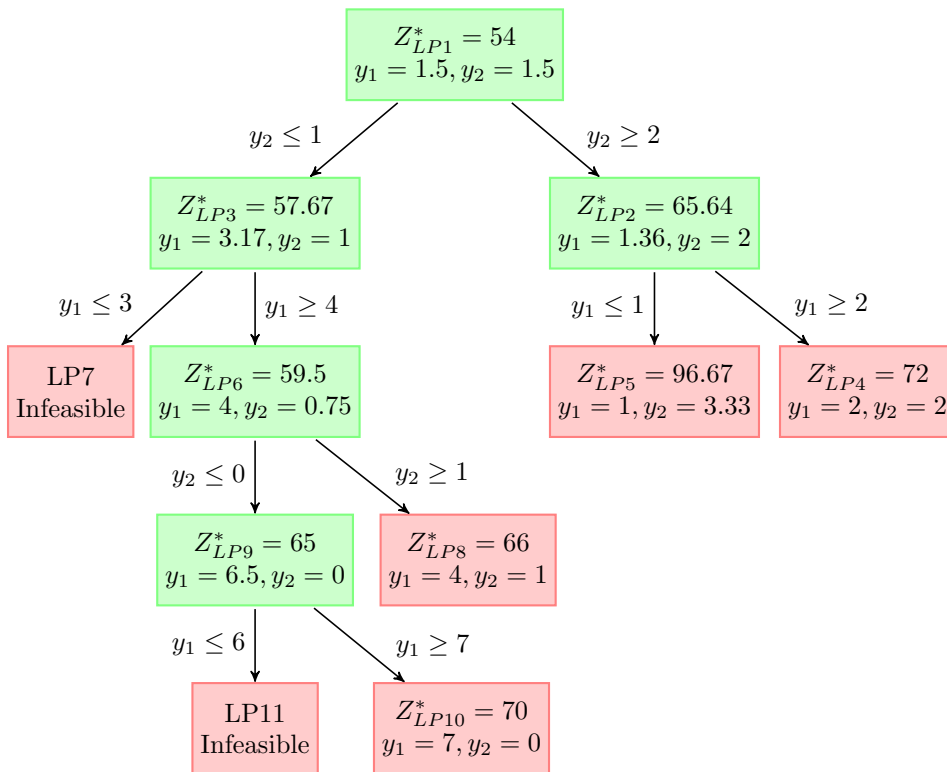 Z*_{LP1} = 54
y_1 = 1.5, y_2 = 1.5
y_2 ≤ 1
y_2 ≥ 2
Z*_{LP3} = 57.67
y_1 = 3.17, y_2 = 1
Z*_{LP2} = 65.64
y_1 = 1.36, y_2 = 2
y_1 ≤ 3
y_1 ≥ 4
y_1 ≤ 1
y_1 ≥ 2
LP7
Infeasible
Z*_{LP6} = 59.5
y_1 = 4, y_2 = 0.75
Z*_{LP5} = 96.67
y_1 = 1, y_2 = 3.33
Z*_{LP4} = 72
y_1 = 2, y_2 = 2
y_2 ≤ 0
y_2 ≥ 1
Z*_{LP9} = 65
y_1 = 6.5, y_2 = 0
Z*_{LP8} = 66
y_1 = 4, y_2 = 1
y_1 ≤ 6
y_1 ≥ 7
LP11
Infeasible
Z*_{LP10} = 70
y_1 = 7, y_2 = 0